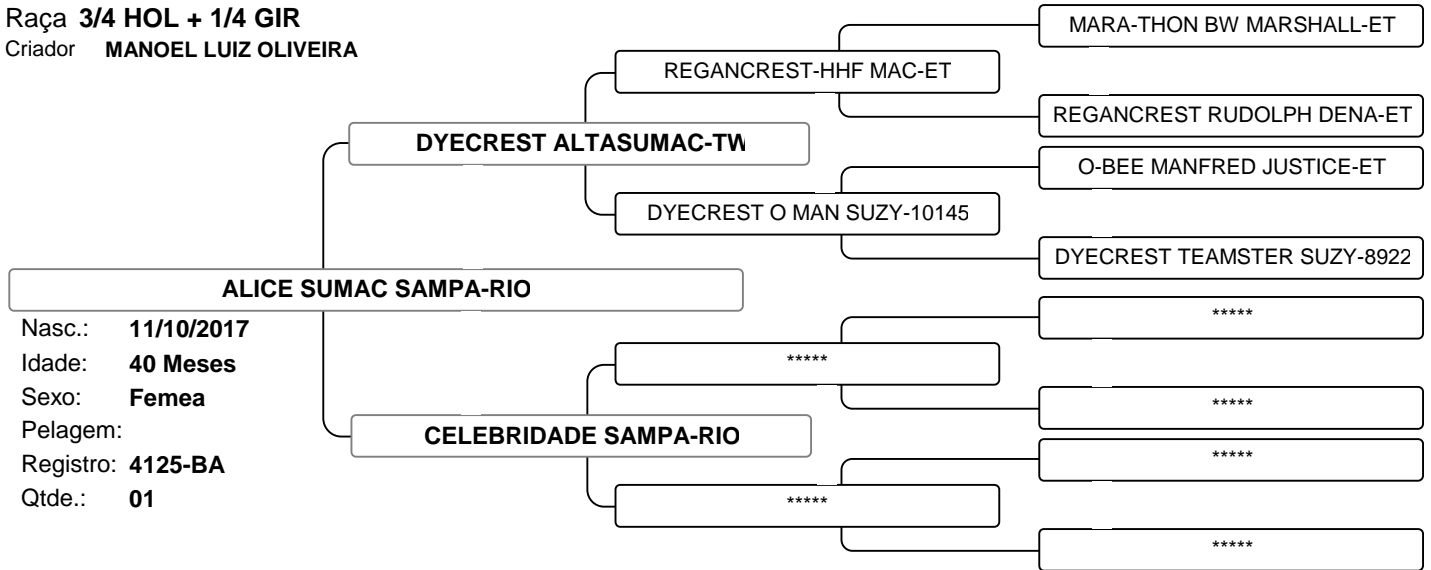 Raça 3/4 HOL + 1/4 GIR
Criador MANOEL LUIZ OLIVEIRA
MARA-THON BW MARSHALL-ET
REGANCREST-HHF MAC-ET
REGANCREST RUDOLPH DENA-ET
DYECREST ALTASUMAC-TW
O-BEE MANFRED JUSTICE-ET
DYECREST O MAN SUZY-10145
DYECREST TEAMSTER SUZY-8922
ALICE SUMAC SAMPA-RIO
Nasc.: 11/10/2017
Idade: 40 Meses
Sexo: Femea
Pelagem:
Registro: 4125-BA
Qtde.: 01
*****
*****
*****
CELEBRIDADE SAMPA-RIO
*****
*****
*****